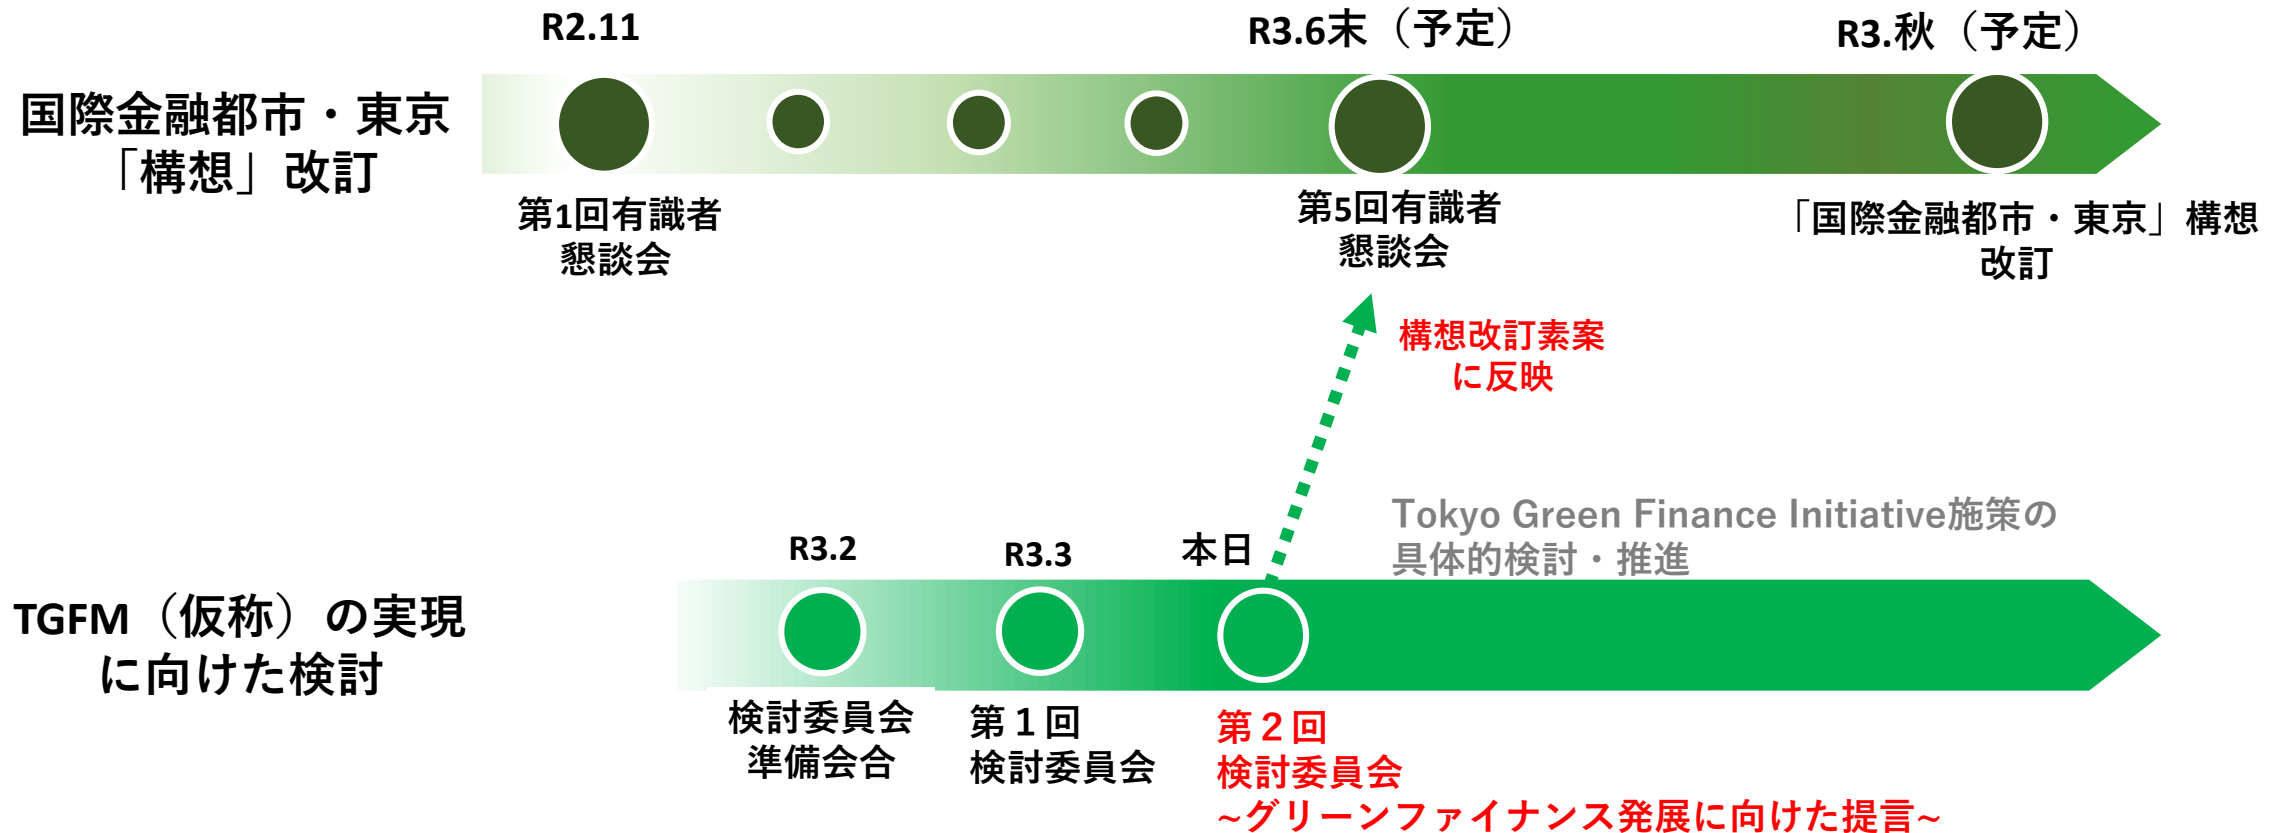 R2.11
R3.6末（予定）
R3.秋（予定）
国際金融都市・東京
「構想」改訂
第1回有識者
懇談会
第5回有識者
懇談会
「国際金融都市・東京」構想
改訂
構想改訂素案
に反映
Tokyo Green Finance Initiative施策の
具体的検討・推進
R3.2
R3.3
本日
TGFM（仮称）の実現
に向けた検討
検討委員会
準備会合
第１回
検討委員会
第２回
検討委員会
~グリーンファイナンス発展に向けた提言~